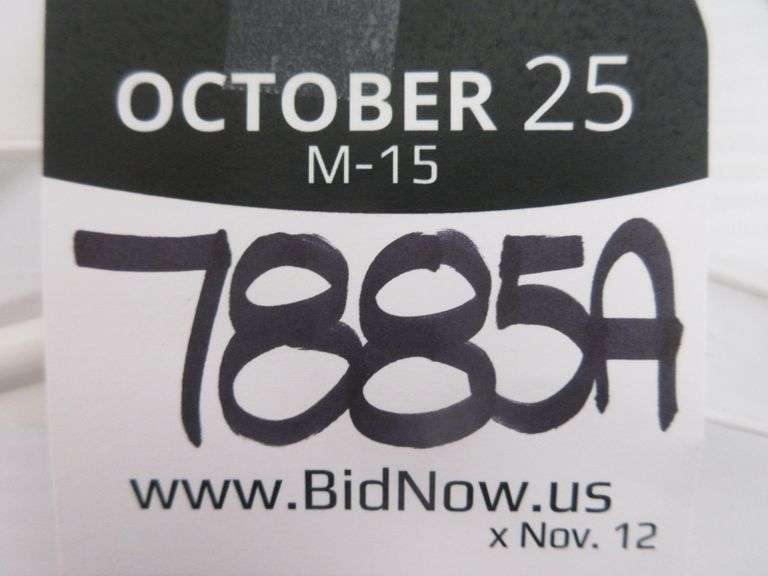 OCTOBER 25
M-15
7885A
www.BidNow.us
x Nov. 12